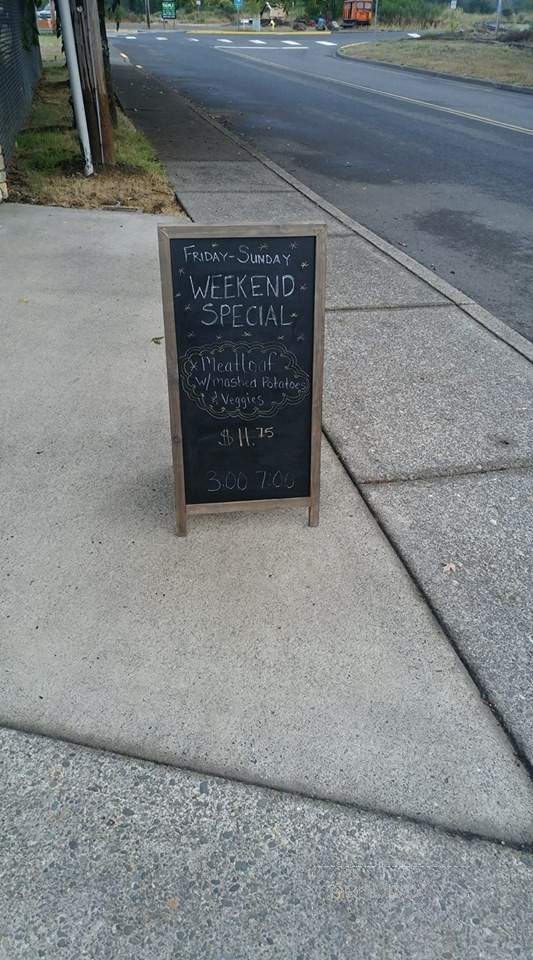 Friday-Sunday
WEEKEND
SPECIAL
Meatloaf
w/mashed Potatoes
& Veggies
$11.75
3:00 7:00